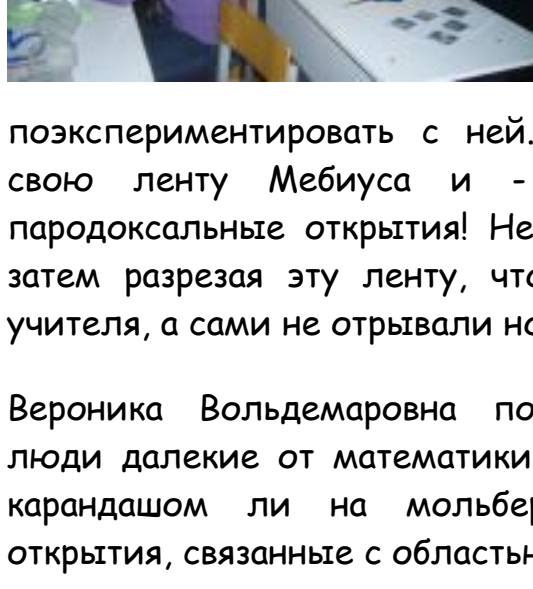 поэкспериментировать с ней.
свою ленту Мебиуса и -
пародоксальные открытия! Не
затем разрезая эту ленту,
учителя, а сами не отрывали
Вероника Вольдемаровна
люди далекие от математики
карандашом ли на
открытия, связанные с